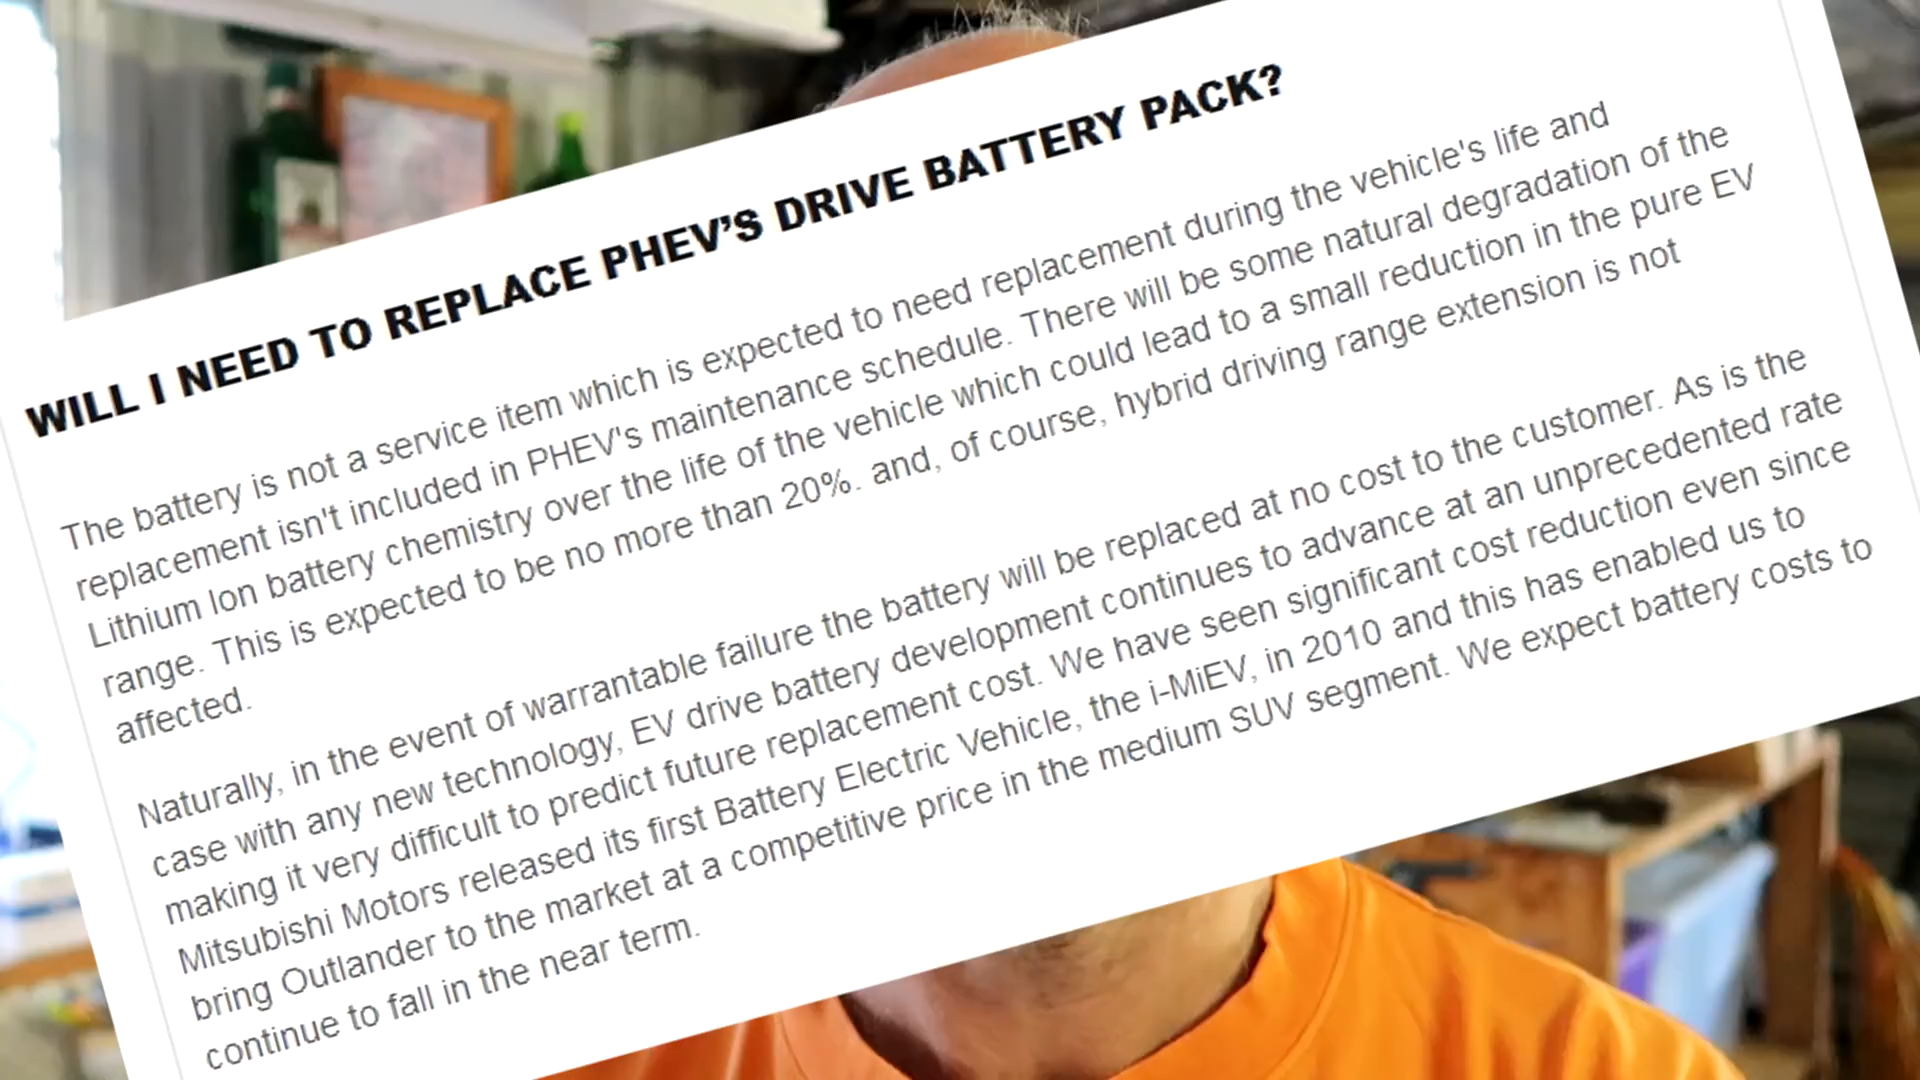 WILL I NEED TO REPLACE PHEV’S DRIVE BATTERY PACK?
The battery is not a service item which is expected to need replacement during the vehicle's life and
replacement isn't included in PHEV's maintenance schedule. There will be some natural degradation of the
Lithium Ion battery chemistry over the life of the vehicle which could lead to a small reduction in the pure EV
range. This is expected to be no more than 20%. and, of course, hybrid driving range extension is not
affected.
Naturally, in the event of warrantable failure the battery will be replaced at no cost to the customer. As is the
case with any new technology, EV drive battery development continues to advance at an unprecedented rate
making it very difficult to predict future replacement cost. We have seen significant cost reduction even since
Mitsubishi Motors released its first Battery Electric Vehicle, the i-MiEV, in 2010 and this has enabled us to
bring Outlander to the market at a competitive price in the medium SUV segment. We expect battery costs to
continue to fall in the near term.